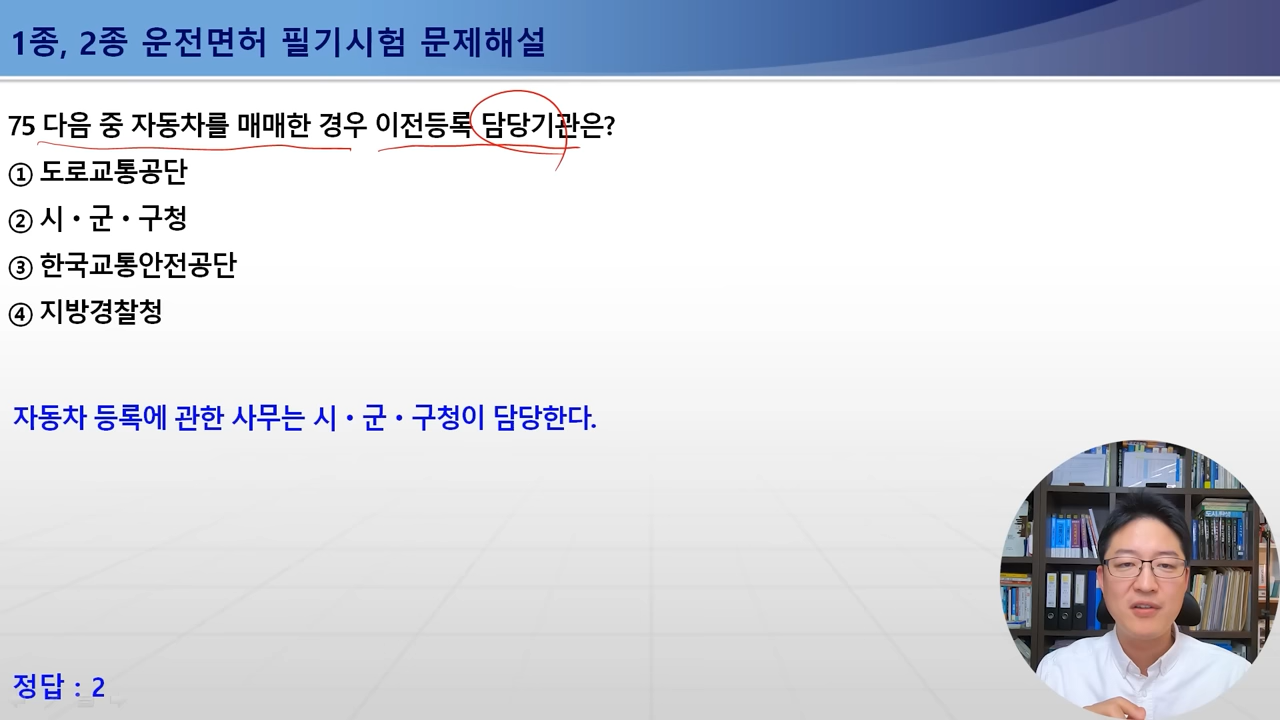 1종, 2종 운전면허 필기시험 문제해설
75 다음 중 자동차를 매매한 경우 이전등록 담당기관은?
① 도로교통공단
② 시・군・구청
③ 한국교통안전공단
④ 지방경찰청
자동차 등록에 관한 사무는 시・군・구청이 담당한다.
정답 : 2